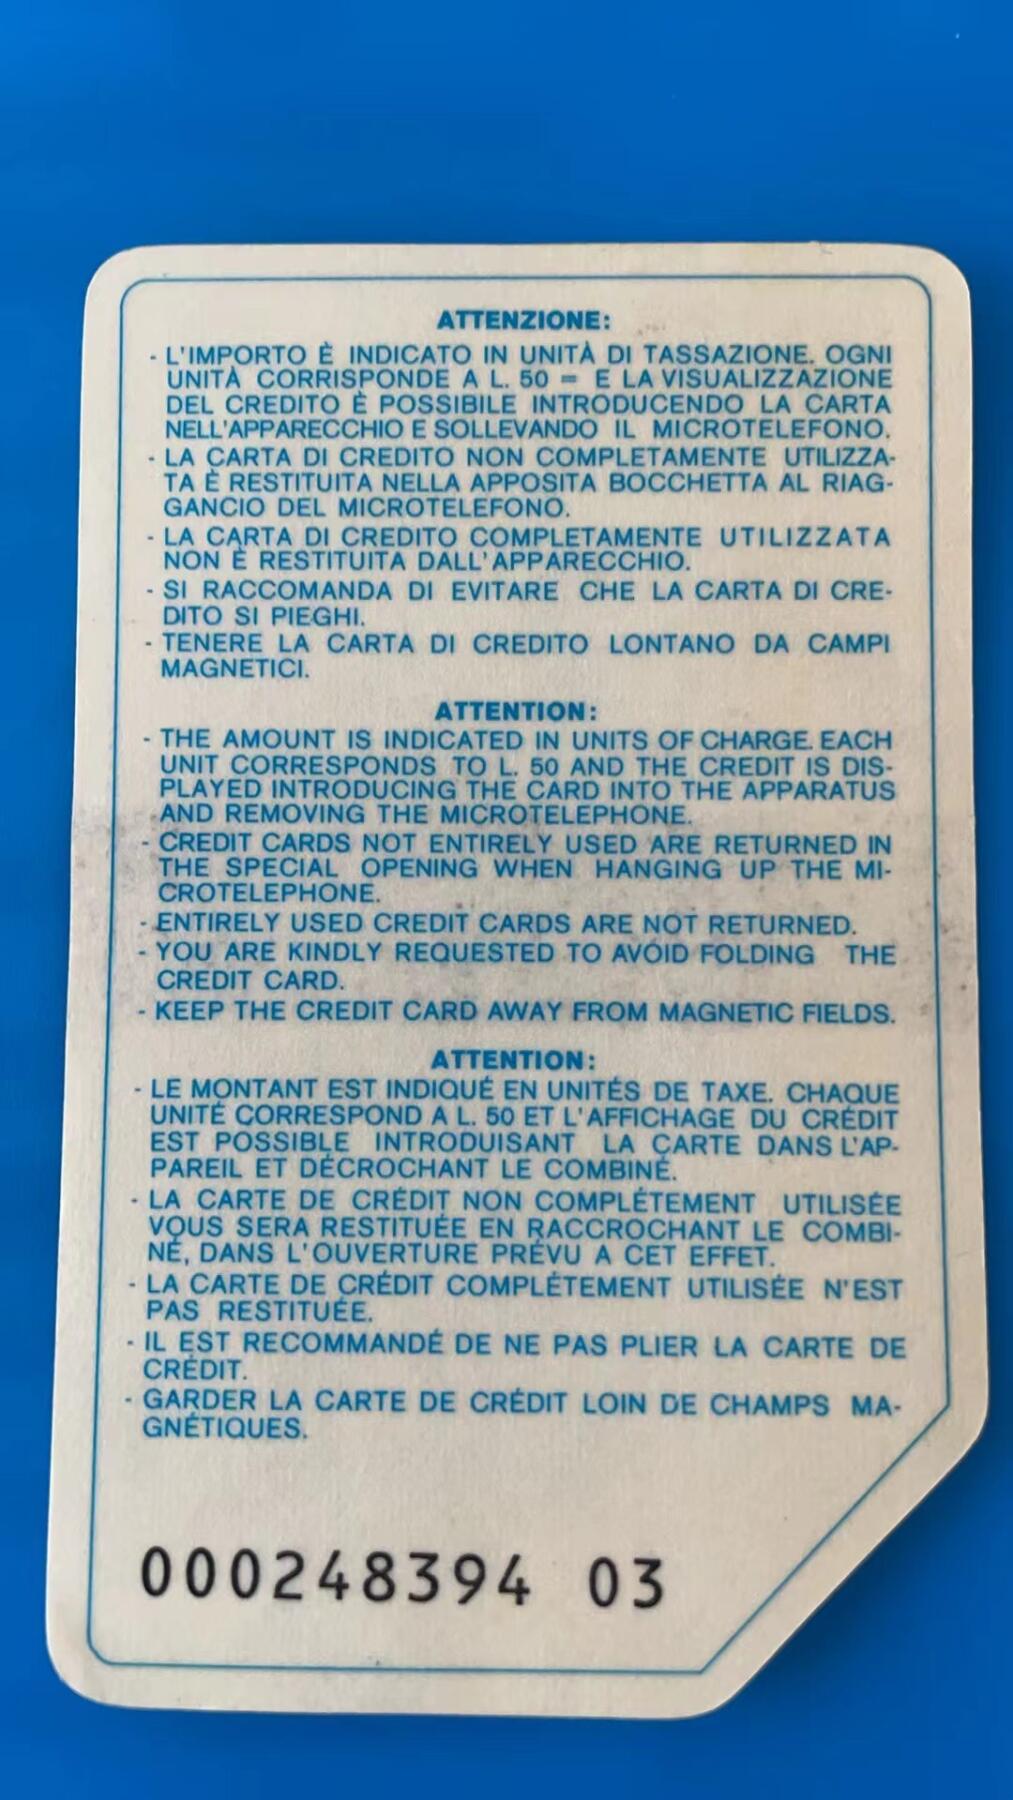 ATTENZIONE:
- L'IMPORTO È INDICATO IN UNITÀ DI TASSAZIONE. OGNI
UNITÀ CORRISPONDE A L. 50 = E LA VISUALIZZAZIONE
DEL CREDITO È POSSIBILE INTRODUCENDO LA CARTA
NELL'APPARECCHIO E SOLLEVANDO IL MICROTELEFONO.
- LA CARTA DI CREDITO NON COMPLETAMENTE UTILIZZA-
TA È RESTITUITA NELLA APPOSITA BOCCHETTA AL RIAG-
GANCIO DEL MICROTELEFONO.
- LA CARTA DI CREDITO COMPLETAMENTE UTILIZZATA
NON È RESTITUITA DALL'APPARECCHIO.
- SI RACCOMANDA DI EVITARE CHE LA CARTA DI CRE-
DITO SI PIEGHI.
- TENERE LA CARTA DI CREDITO LONTANO DA CAMPI
MAGNETICI.
ATTENTION:
- THE AMOUNT IS INDICATED IN UNITS OF CHARGE. EACH
UNIT CORRESPONDS TO L. 50 AND THE CREDIT IS DIS-
PLAYED INTRODUCING THE CARD INTO THE APPARATUS
AND REMOVING THE MICROTELEPHONE.
- CREDIT CARDS NOT ENTIRELY USED ARE RETURNED IN
THE SPECIAL OPENING WHEN HANGING UP THE MI-
CROTELEPHONE.
- ENTIRELY USED CREDIT CARDS ARE NOT RETURNED.
- YOU ARE KINDLY REQUESTED TO AVOID FOLDING THE
CREDIT CARD.
- KEEP THE CREDIT CARD AWAY FROM MAGNETIC FIELDS.
ATTENTION:
- LE MONTANT EST INDIQUÉ EN UNITÉS DE TAXE. CHAQUE
UNITÉ CORRESPOND A L. 50 ET L'AFFICHAGE DU CRÉDIT
EST POSSIBLE INTRODUISANT LA CARTE DANS L'AP-
PAREIL ET DÉCROCHANT LE COMBINÉ.
- LA CARTE DE CRÉDIT NON COMPLÉTEMENT UTILISÉE
VOUS SERA RESTITUÉE EN RACCROCHANT LE COMBI-
NÉ, DANS L'OUVERTURE PRÉVU A CET EFFET.
- LA CARTE DE CRÉDIT COMPLÉTEMENT UTILISÉE N'EST
PAS RESTITUÉE.
- IL EST RECOMMANDÉ DE NE PAS PLIER LA CARTE DE
CRÉDIT.
- GARDER LA CARTE DE CRÉDIT LOIN DE CHAMPS MA-
GNÉTIQUES.
000248394 03